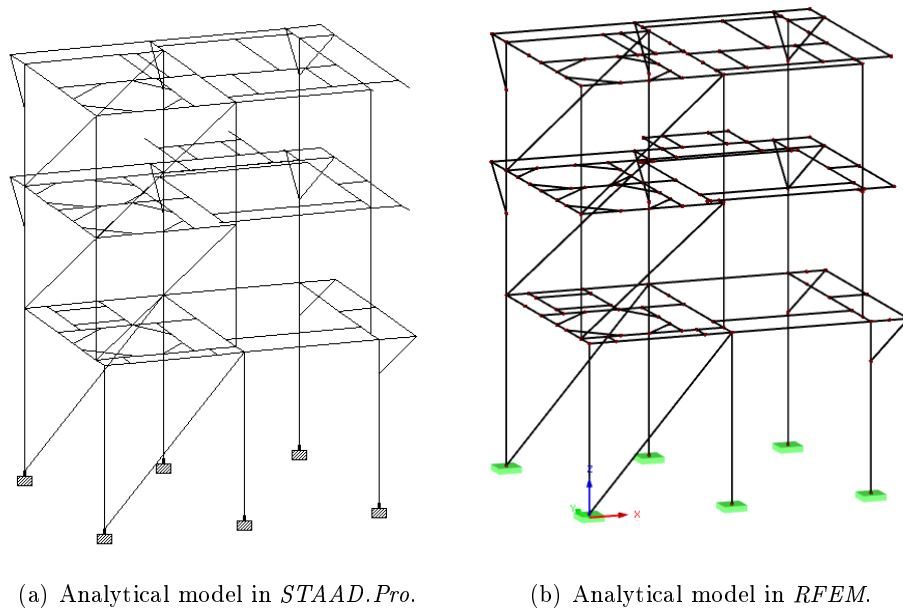 Z
Y
X
(a) Analytical model in STAAD.Pro.
(b) Analytical model in RFEM.